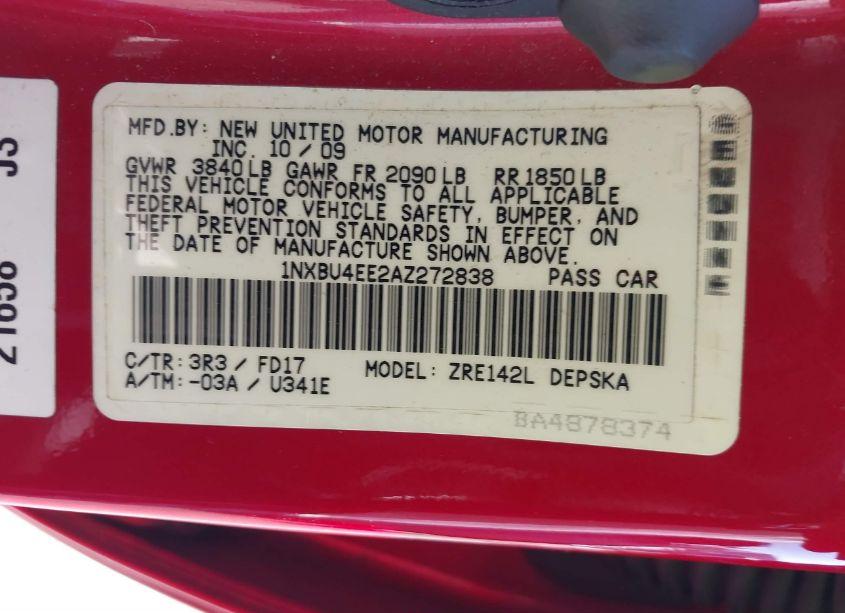 MFD.BY: NEW UNITED MOTOR MANUFACTURING
INC. 10 / 09
GVWR 3840 LB GAWR FR 2090 LB RR 1850 LB
THIS VEHICLE CONFORMS TO ALL APPLICABLE
FEDERAL MOTOR VEHICLE SAFETY, BUMPER, AND
THEFT PREVENTION STANDARDS IN EFFECT ON
THE DATE OF MANUFACTURE SHOWN ABOVE.
1NXBU4EE2AZ272838 PASS CAR
C/TR: 3R3 / FD17 MODEL: ZRE142L DEPSKA
A/TM: -03A / U341E
BA4878374